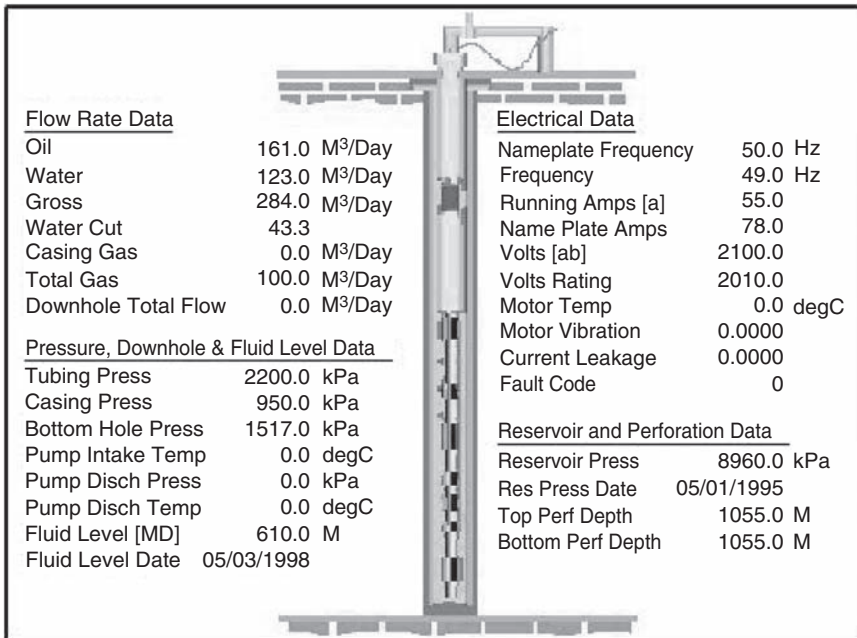 Flow Rate Data
Oil 161.0 M³/Day
Water 123.0 M³/Day
Gross 284.0 M³/Day
Water Cut 43.3
Casing Gas 0.0 M³/Day
Total Gas 100.0 M³/Day
Downhole Total Flow 0.0 M³/Day
Pressure, Downhole & Fluid Level Data
Tubing Press 2200.0 kPa
Casing Press 950.0 kPa
Bottom Hole Press 1517.0 kPa
Pump Intake Temp 0.0 degC
Pump Disch Press 0.0 kPa
Pump Disch Temp 0.0 degC
Fluid Level [MD] 610.0 M
Fluid Level Date 05/03/1998
Electrical Data
Nameplate Frequency 50.0 Hz
Frequency 49.0 Hz
Running Amps [a] 55.0
Name Plate Amps 78.0
Volts [ab] 2100.0
Volts Rating 2010.0
Motor Temp 0.0 degC
Motor Vibration 0.0000
Current Leakage 0.0000
Fault Code 0
Reservoir and Perforation Data
Reservoir Press 8960.0 kPa
Res Press Date 05/01/1995
Top Perf Depth 1055.0 M
Bottom Perf Depth 1055.0 M